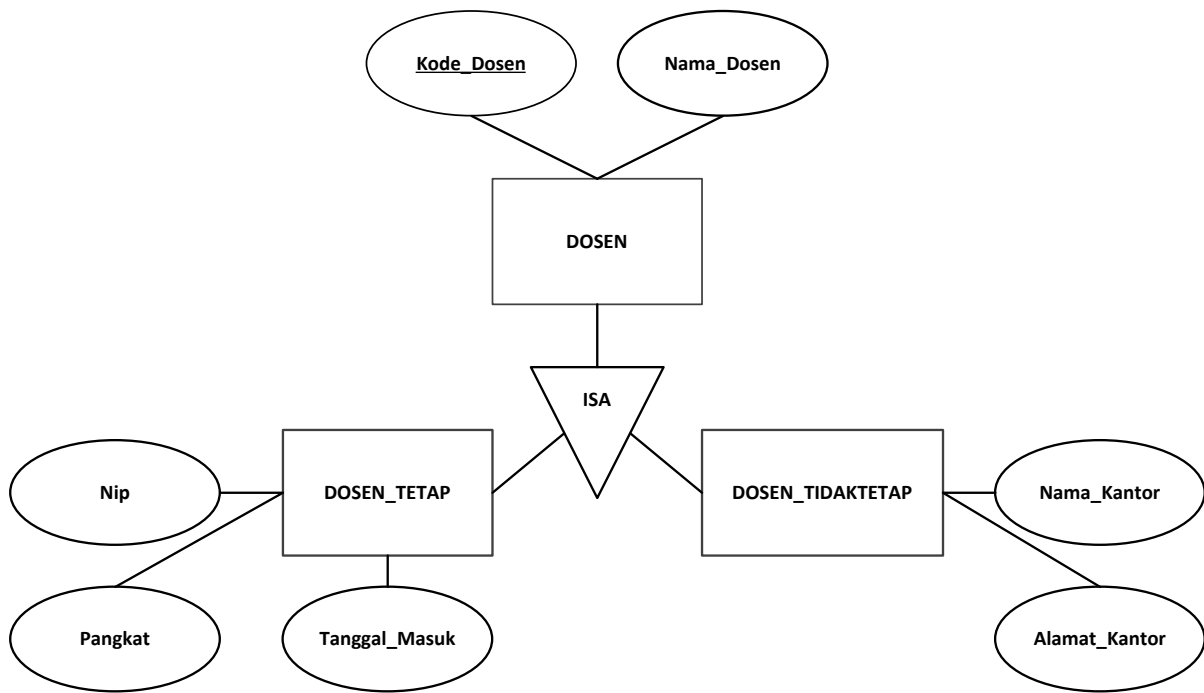 Kode_Dosen
Nama_Dosen
DOSEN
ISA
Nip
DOSEN_TETAP
DOSEN_TIDAKTETAP
Nama_Kantor
Pangkat
Tanggal_Masuk
Alamat_Kantor